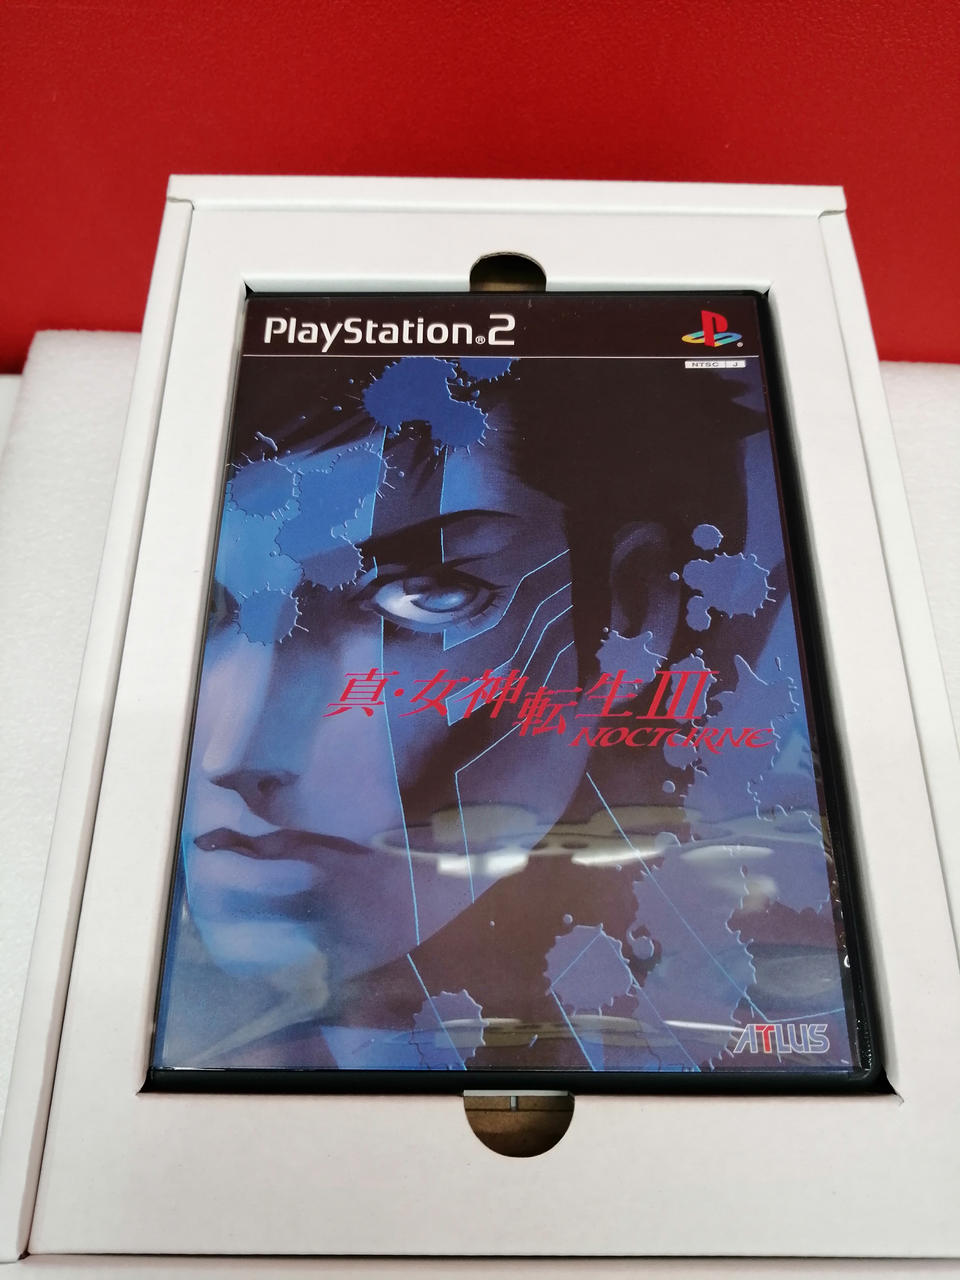 PlayStation®2
NTSC J
真・女神転生III
NOCTURNE
ATLUS